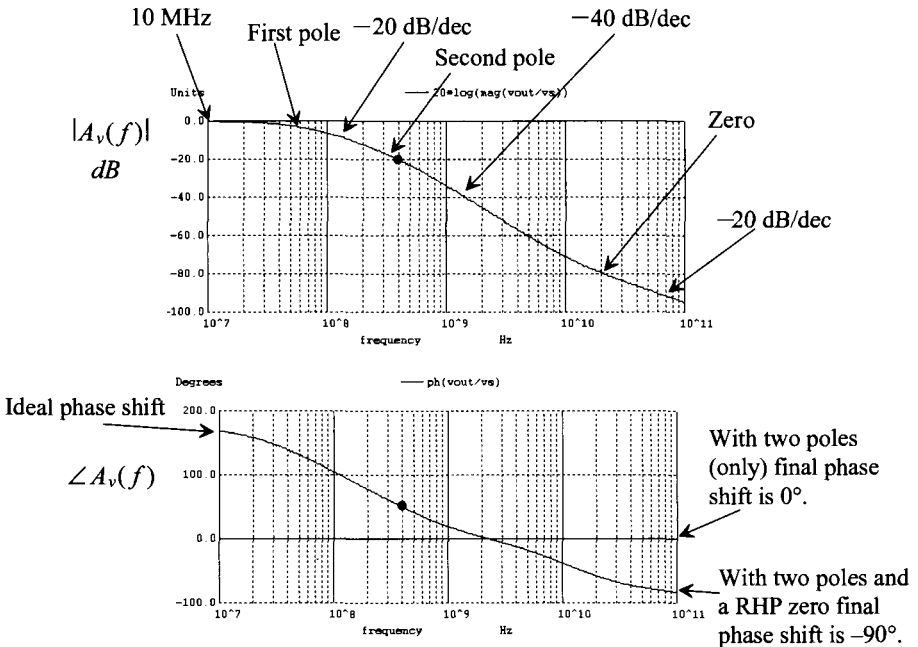 10 MHz
First pole
−20 dB/dec
Second pole
−40 dB/dec
Units
20*log(mag(vout/vs))
|Av(f)|
dB
0.0
-20.0
-40.0
-60.0
-80.0
-100.0
Zero
−20 dB/dec
10^7
10^8
10^9
10^10
10^11
frequency
Hz
Degrees
ph(vout/vs)
Ideal phase shift
200.0
100.0
0.0
-100.0
∠Av(f)
With two poles
(only) final phase
shift is 0°.
With two poles and
a RHP zero final
phase shift is –90°.
10^7
10^8
10^9
10^10
10^11
frequency
Hz